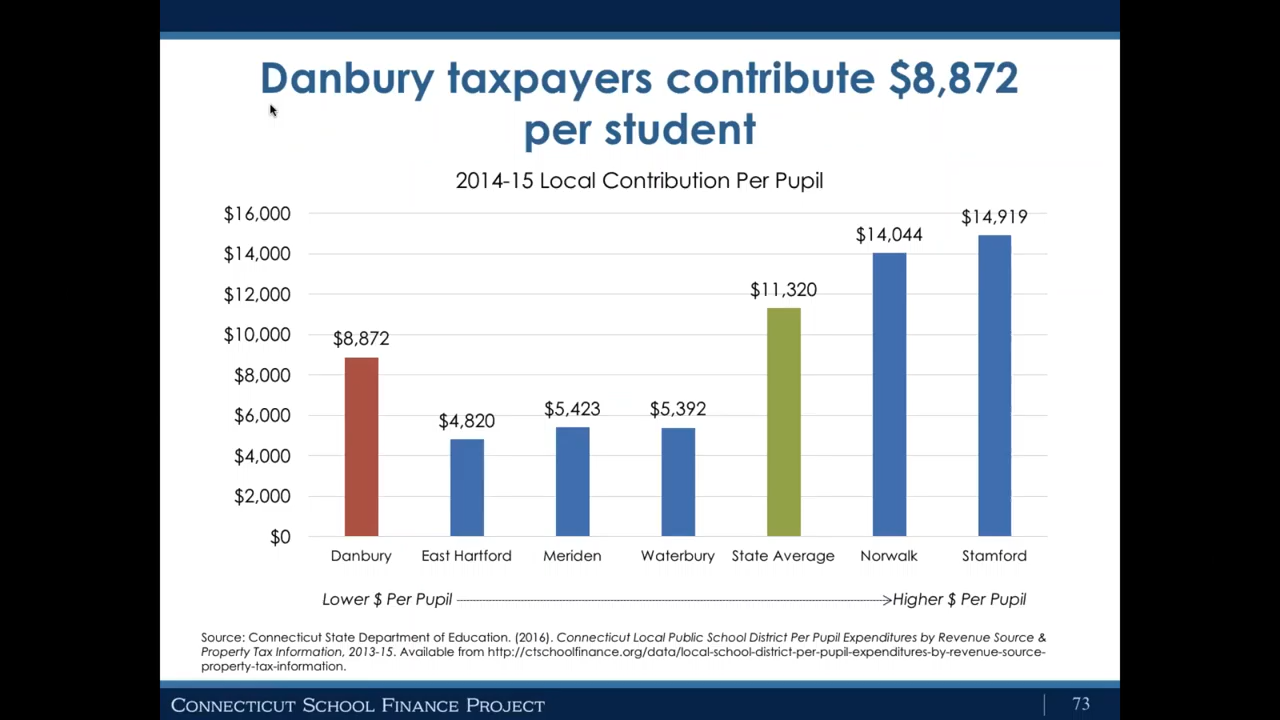 Danbury taxpayers contribute $8,872
per student
2014-15 Local Contribution Per Pupil
$16,000
$14,000
$12,000
$10,000
$8,000
$6,000
$4,000
$2,000
$0
$8,872
$4,820
$5,423
$5,392
$11,320
$14,044
$14,919
Danbury
East Hartford
Meriden
Waterbury
State Average
Norwalk
Stamford
Lower $ Per Pupil
Higher $ Per Pupil
Source: Connecticut State Department of Education. (2016). Connecticut Local Public School District Per Pupil Expenditures by Revenue Source &
Property Tax Information, 2013-15. Available from http://ctschoolfinance.org/data/local-school-district-per-pupil-expenditures-by-revenue-source-
property-tax-information.
CONNECTICUT SCHOOL FINANCE PROJECT
73